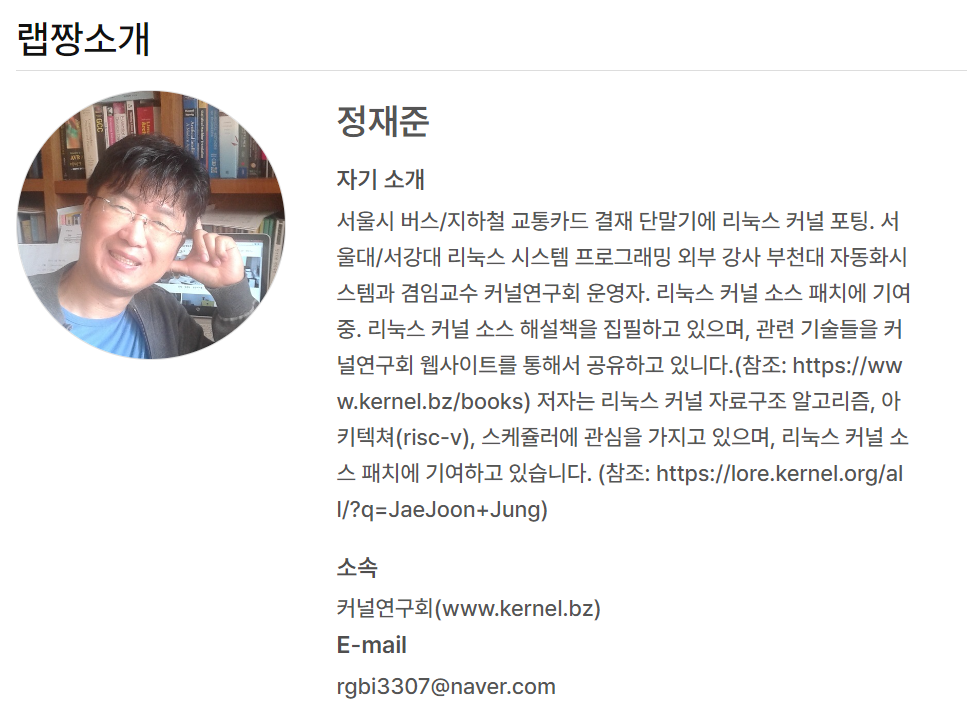 랩짱소개
정재준
자기 소개
서울시 버스/지하철 교통카드 결재 단말기에 리눅스 커널 포팅. 서
울대/서강대 리눅스 시스템 프로그래밍 외부 강사 부천대 자동화시
스템과 겸임교수 커널연구회 운영자. 리눅스 커널 소스 패치에 기여
중. 리눅스 커널 소스 해설책을 집필하고 있으며, 관련 기술들을 커
널연구회 웹사이트를 통해서 공유하고 있니다.(참조: https://ww
w.kernel.bz/books) 저자는 리눅스 커널 자료구조 알고리즘, 아
키텍쳐(risc-v), 스케쥴러에 관심을 가지고 있으며, 리눅스 커널 소
스 패치에 기여하고 있습니다. (참조: https://lore.kernel.org/al
l/?q=JaeJoon+Jung)
소속
커널연구회(www.kernel.bz)
E-mail
rgbi3307@naver.com